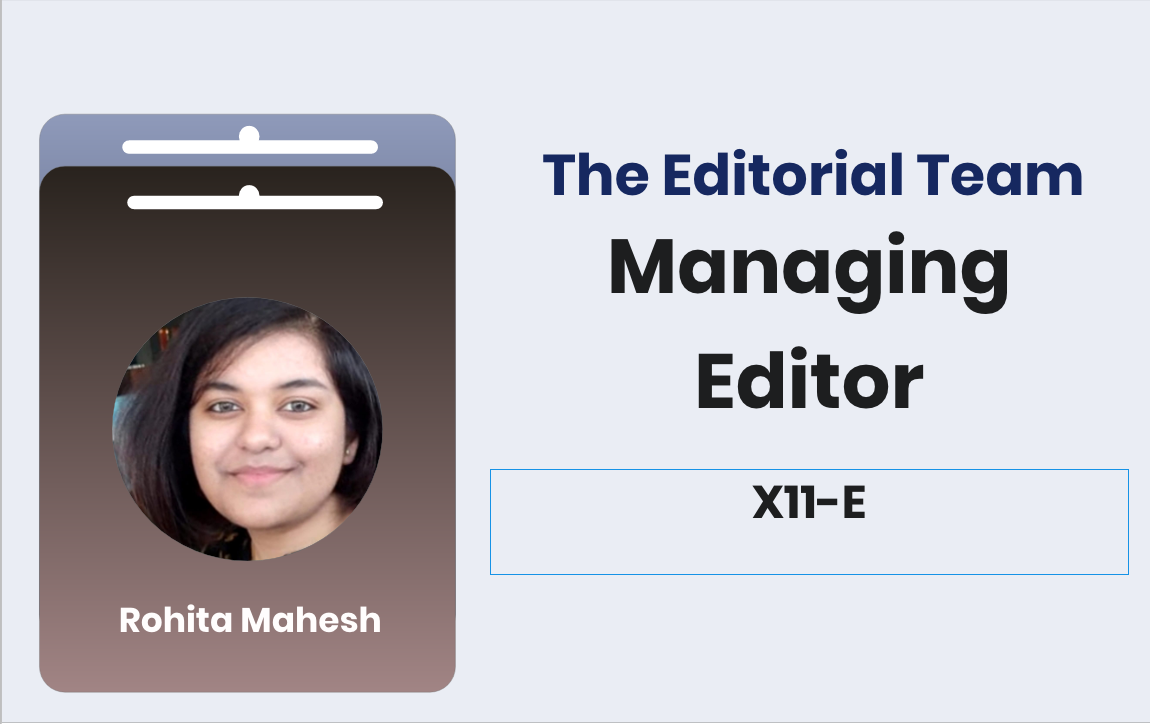 The Editorial Team
Managing
Editor
X11-E
Rohita Mahesh